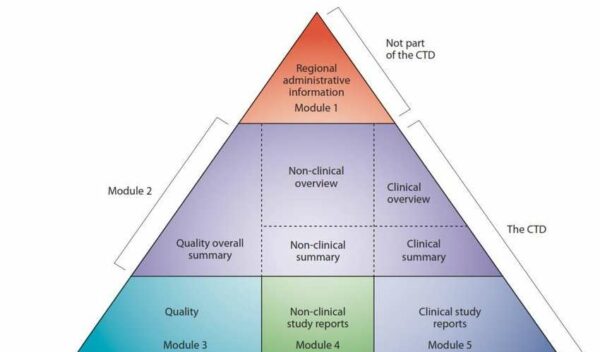 Not part
of the CTD
Regional
administrative
information
Module 1
Module 2
Non-clinical
overview
Clinical
overview
The CTD
Quality overall
summary
Non-clinical
summary
Clinical
summary
Quality
Non-clinical
study reports
Clinical study
reports
Module 3
Module 4
Module 5